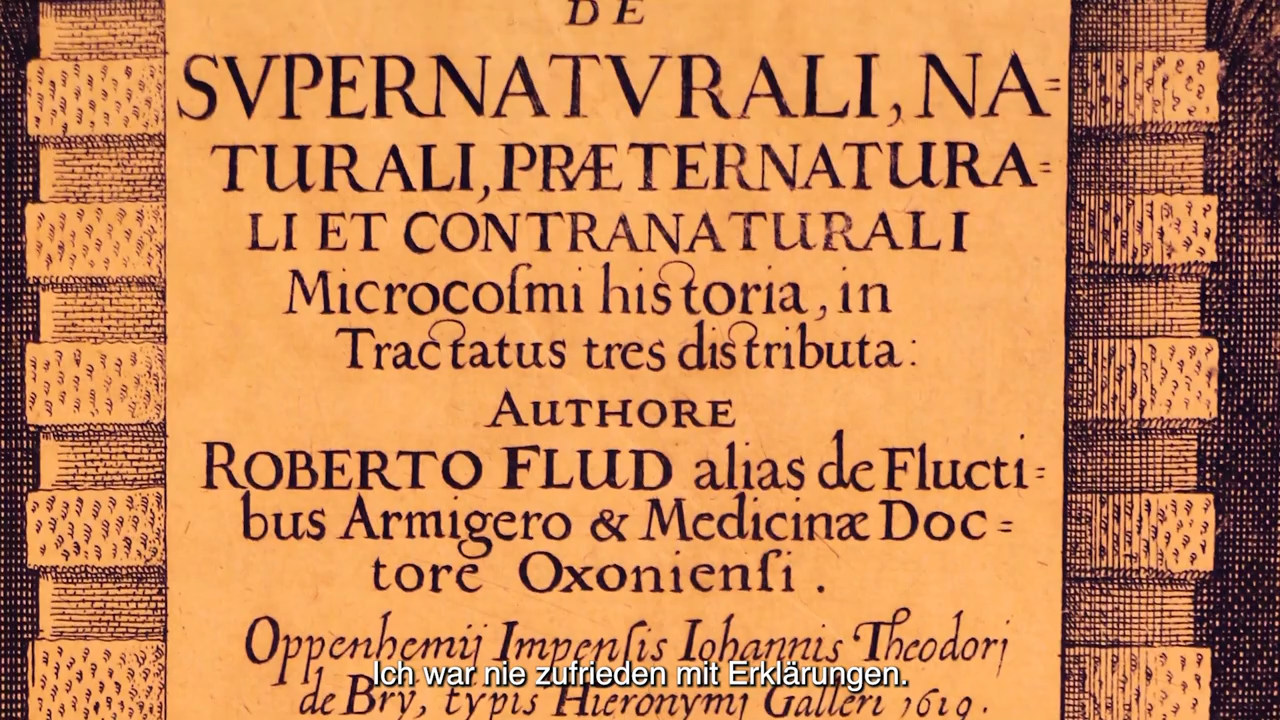 DE
SVPERNATVRALI, NA=
TURALI, PRÆTERNATURA=
LI ET CONTRANATURALI
Microcoſmi historia, in
Tractatus tres distributa:
AUTHORE
ROBERTO FLUD alias de Flucti=
bus Armigero & Medicinæ Doc=
tore Oxonienſi.
Oppenhemij Impenſis Iohannis Theodorj
Ich war nie zufrieden mit Erklärungen.
de Bry, typis Hieronymj Galleri 1619.